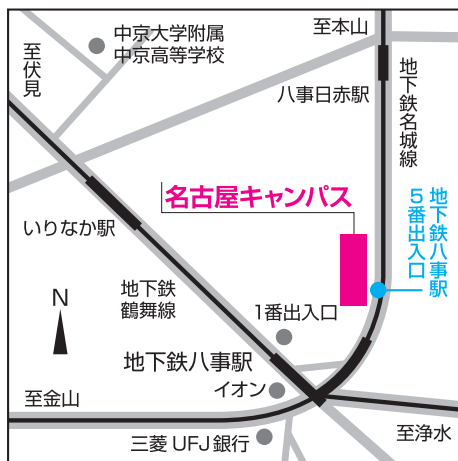 中京大学附属
中京高等学校
至本山
至伏見
八事日赤駅
地下鉄名城線
名古屋キャンパス
地下鉄八事駅
5番出入口
いりなか駅
地下鉄
鶴舞線
N
1番出入口
地下鉄八事駅
イオン
至金山
三菱UFJ銀行
至浄水